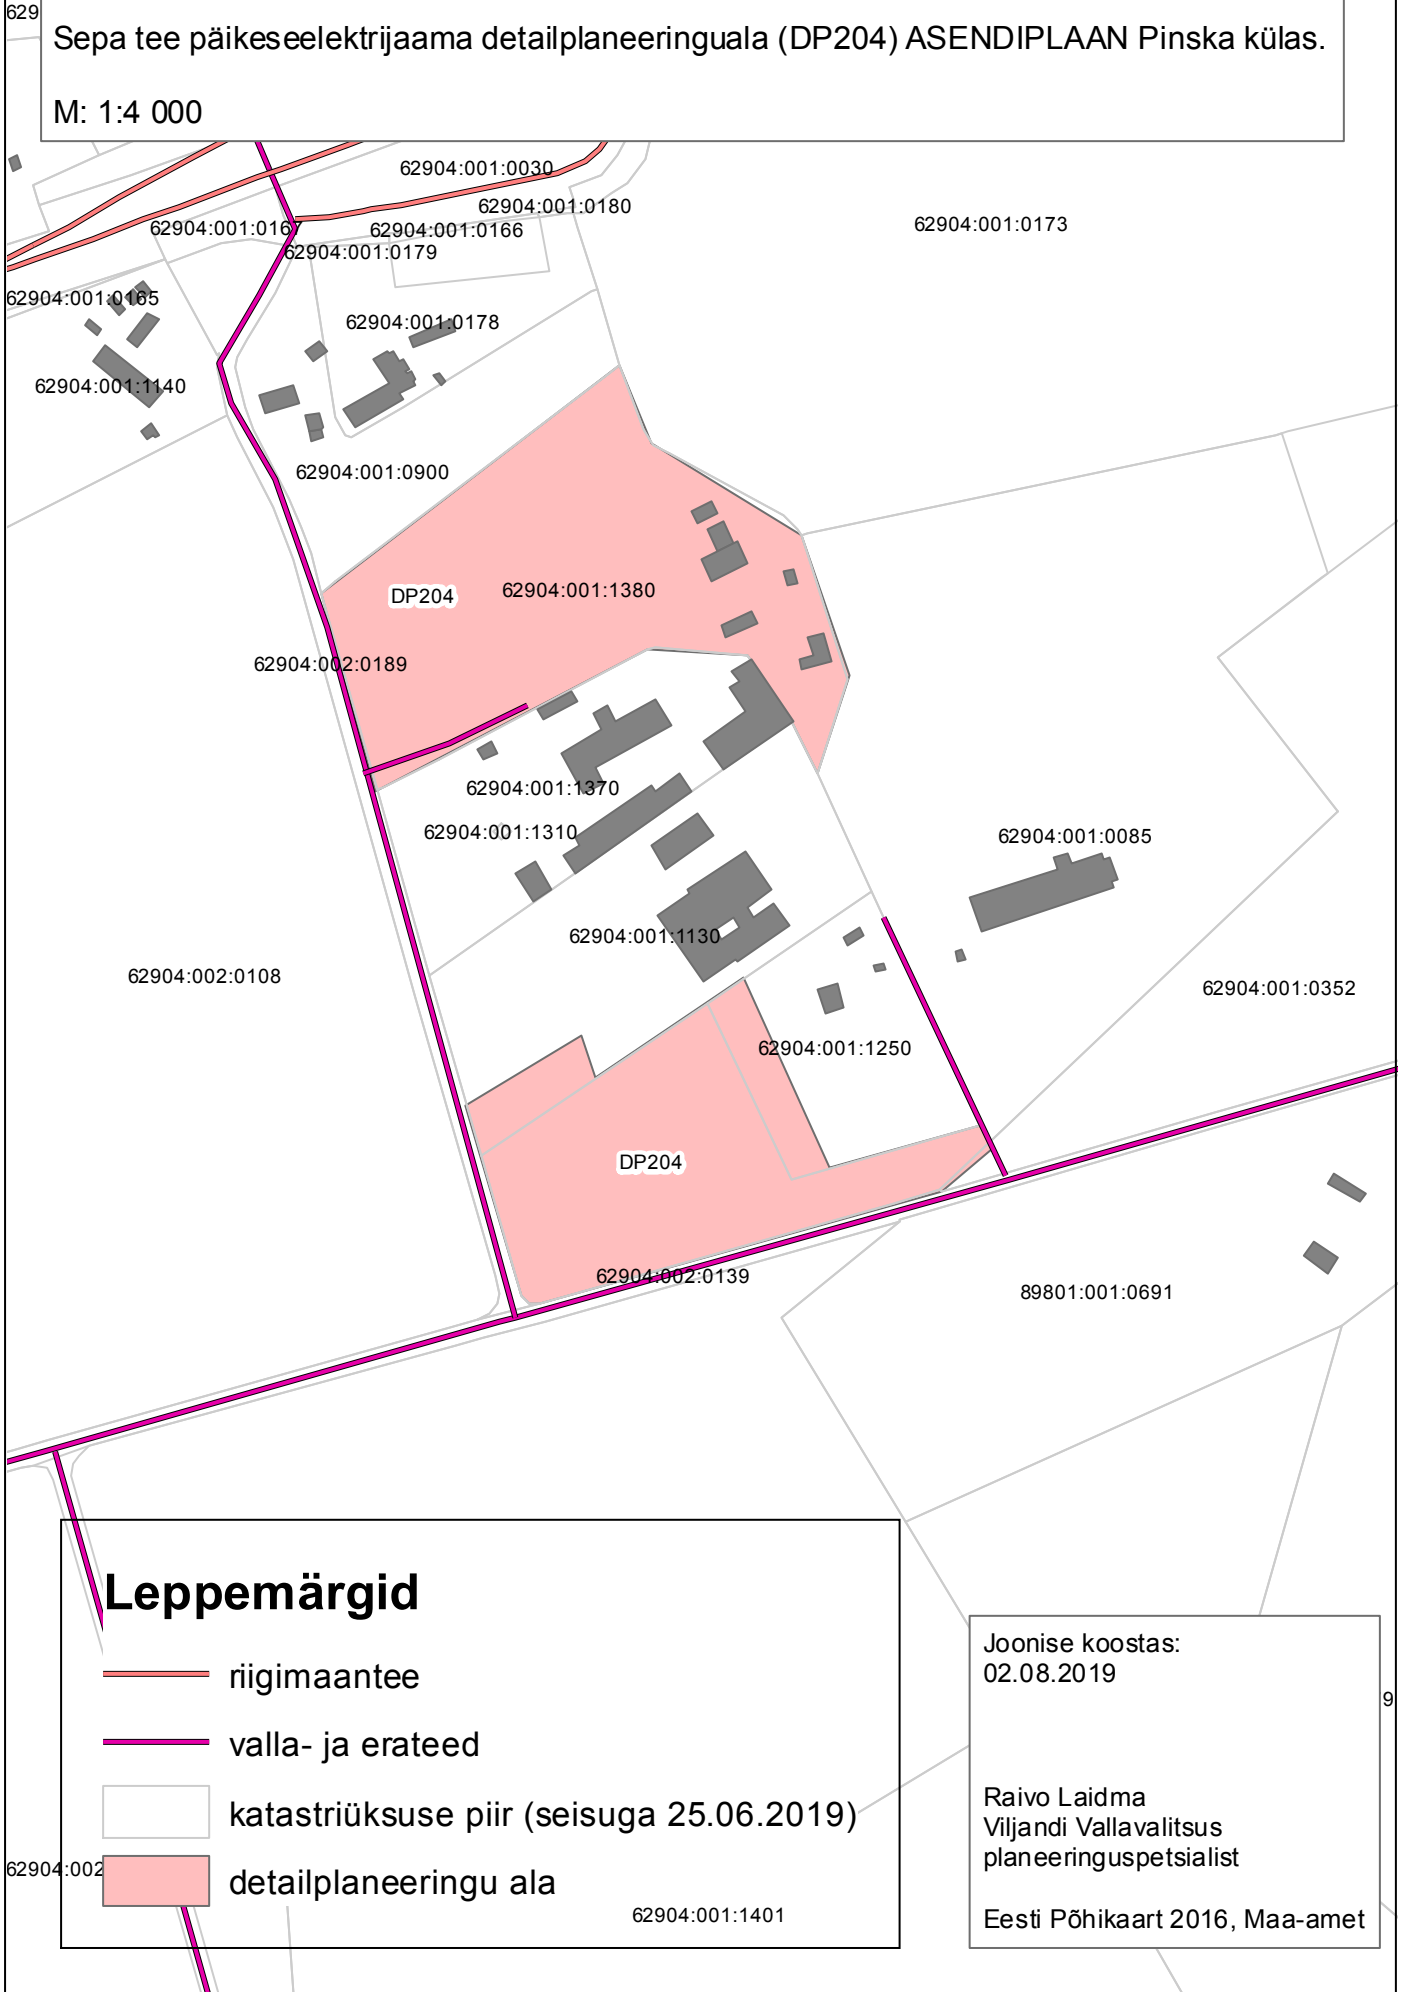 629
Sepa tee päikeseelektrijaama detailplaneeringuala (DP204) ASENDIPLAAN Pinska külas.
M: 1:4 000
62904:001:0030
62904:001:0180
62904:001:0173
62904:001:0167
62904:001:0166
62904:001:0179
62904:001:0165
62904:001:0178
62904:001:1140
62904:001:0900
DP204
62904:001:1380
62904:002:0189
62904:001:1370
62904:001:1310
62904:001:0085
62904:001:1130
62904:002:0108
62904:001:0352
62904:001:1250
DP204
62904:002:0139
89801:001:0691
Leppemärgid
riigimaantee
valla- ja erateed
katastriüksuse piir (seisuga 25.06.2019)
detailplaneeringu ala
62904:002
62904:001:1401
Joonise koostas:
02.08.2019
9
Raivo Laidma
Viljandi Vallavalitsus
planeeringuspetsialist
Eesti Põhikaart 2016, Maa-amet